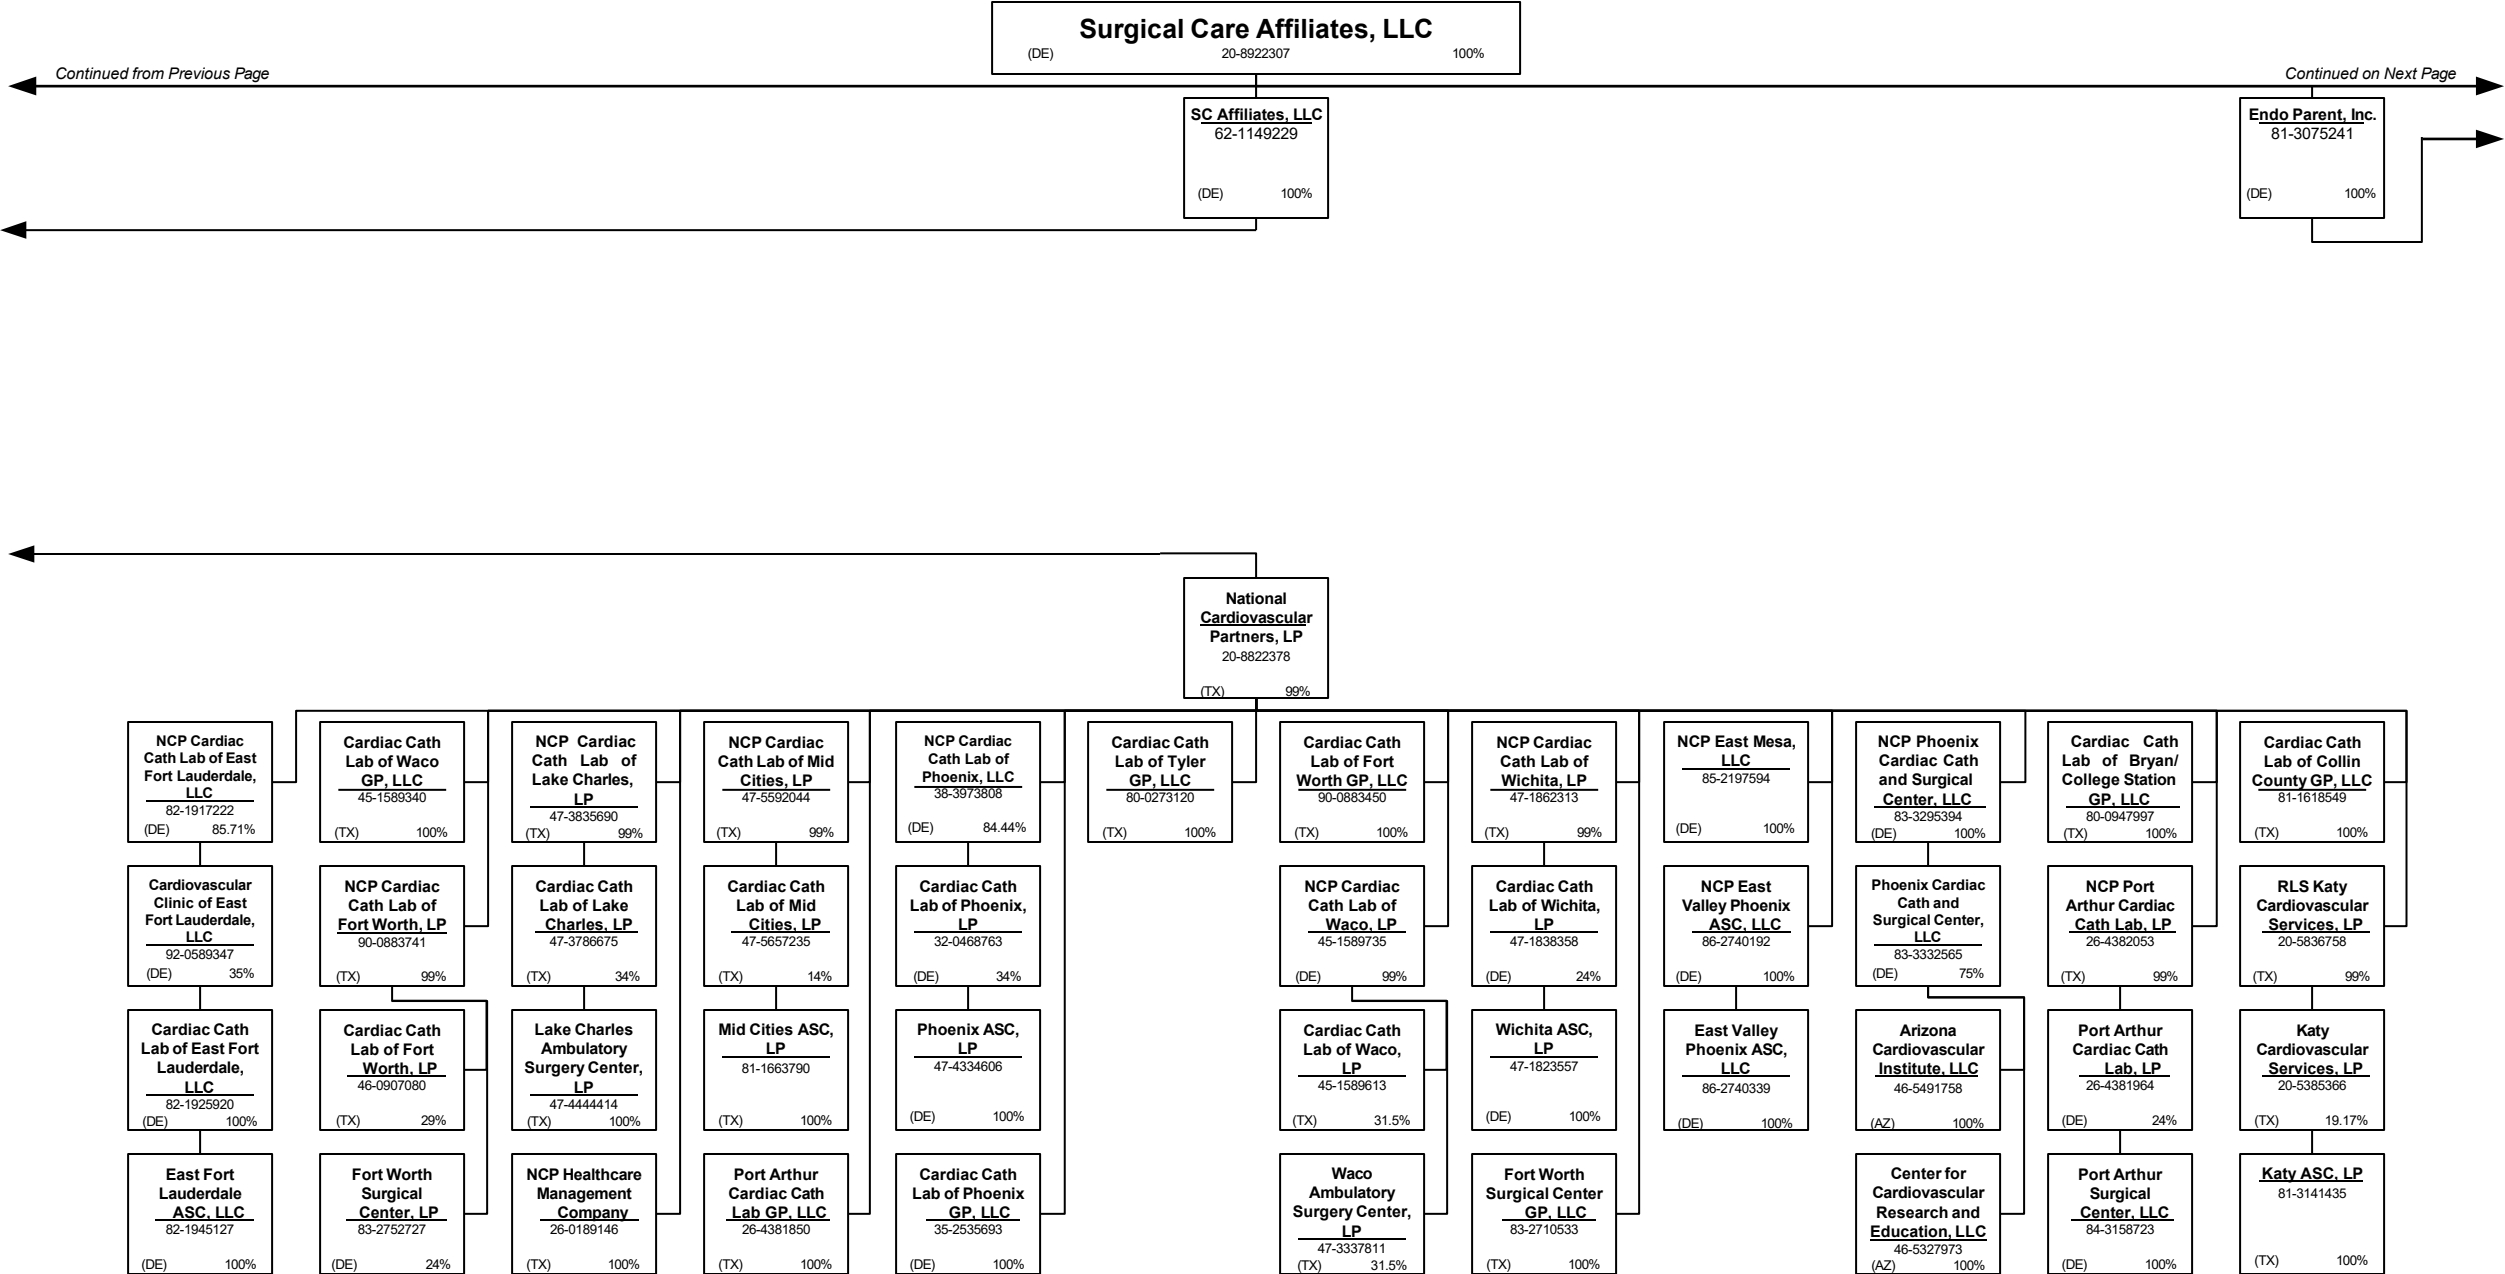 Surgical Care Affiliates, LLC
(DE) 20-8922307 100%
Continued from Previous Page
Continued on Next Page
SC Affiliates, LLC
62-1149229
(DE) 100%
Endo Parent, Inc.
81-3075241
(DE) 100%
National
Cardiovascular
Partners, LP
20-8822378
(TX) 99%
NCP Cardiac
Cath Lab of East
Fort Lauderdale,
LLC
82-1917222
(DE) 85.71%
Cardiac Cath
Lab of Waco
GP, LLC
45-1589340
(TX) 100%
NCP Cardiac
Cath Lab of
Lake Charles,
LP
47-3835690
(TX) 99%
NCP Cardiac
Cath Lab of Mid
Cities, LP
47-5592044
(TX) 99%
NCP Cardiac
Cath Lab of
Phoenix, LLC
38-3973808
(DE) 84.44%
Cardiac Cath
Lab of Tyler
GP, LLC
80-0273120
(TX) 100%
Cardiac Cath
Lab of Fort
Worth GP, LLC
90-0883450
(TX) 100%
NCP Cardiac
Cath Lab of
Wichita, LP
47-1862313
(TX) 99%
NCP East Mesa,
LLC
85-2197594
(DE) 100%
NCP Phoenix
Cardiac Cath
and Surgical
Center, LLC
83-3295394
(DE) 100%
Cardiac Cath
Lab of Bryan/
College Station
GP, LLC
80-0947997
(TX) 100%
Cardiac Cath
Lab of Collin
County GP, LLC
81-1618549
(TX) 100%
Cardiovascular
Clinic of East
Fort Lauderdale,
LLC
92-0589347
(DE) 35%
NCP Cardiac
Cath Lab of
Fort Worth, LP
90-0883741
(TX) 99%
Cardiac Cath
Lab of Lake
Charles, LP
47-3786675
(TX) 34%
Cardiac Cath
Lab of Mid
Cities, LP
47-5657235
(TX) 14%
Cardiac Cath
Lab of Phoenix,
LP
32-0468763
(DE) 34%
NCP Cardiac
Cath Lab of
Waco, LP
45-1589735
(DE) 99%
Cardiac Cath
Lab of Wichita,
LP
47-1838358
(DE) 24%
NCP East
Valley Phoenix
ASC, LLC
86-2740192
(DE) 100%
Phoenix Cardiac
Cath and
Surgical Center,
LLC
83-3332565
(DE) 75%
NCP Port
Arthur Cardiac
Cath Lab, LP
26-4382053
(TX) 99%
RLS Katy
Cardiovascular
Services, LP
20-5836758
(TX) 99%
Cardiac Cath
Lab of East Fort
Lauderdale,
LLC
82-1925920
(DE) 100%
Cardiac Cath
Lab of Fort
Worth, LP
46-0907080
(TX) 29%
Lake Charles
Ambulatory
Surgery Center,
LP
47-4444414
(TX) 100%
Mid Cities ASC,
LP
81-1663790
(TX) 100%
Phoenix ASC,
LP
47-4334606
(DE) 100%
Cardiac Cath
Lab of Waco,
LP
45-1589613
(TX) 31.5%
Wichita ASC,
LP
47-1823557
(DE) 100%
East Valley
Phoenix ASC,
LLC
86-2740339
(DE) 100%
Arizona
Cardiovascular
Institute, LLC
46-5491758
(AZ) 100%
Port Arthur
Cardiac Cath
Lab, LP
26-4381964
(DE) 24%
Katy
Cardiovascular
Services, LP
20-5385366
(TX) 19.17%
East Fort
Lauderdale
ASC, LLC
82-1945127
(DE) 100%
Fort Worth
Surgical
Center, LP
83-2752727
(DE) 24%
NCP Healthcare
Management
Company
26-0189146
(TX) 100%
Port Arthur
Cardiac Cath
Lab GP, LLC
26-4381850
(TX) 100%
Cardiac Cath
Lab of Phoenix
GP, LLC
35-2535693
(DE) 100%
Waco
Ambulatory
Surgery Center,
LP
47-3337811
(TX) 31.5%
Fort Worth
Surgical Center
GP, LLC
83-2710533
(TX) 100%
Center for
Cardiovascular
Research and
Education, LLC
46-5327973
(AZ) 100%
Port Arthur
Surgical
Center, LLC
84-3158723
(DE) 100%
Katy ASC, LP
81-3141435
(TX) 100%